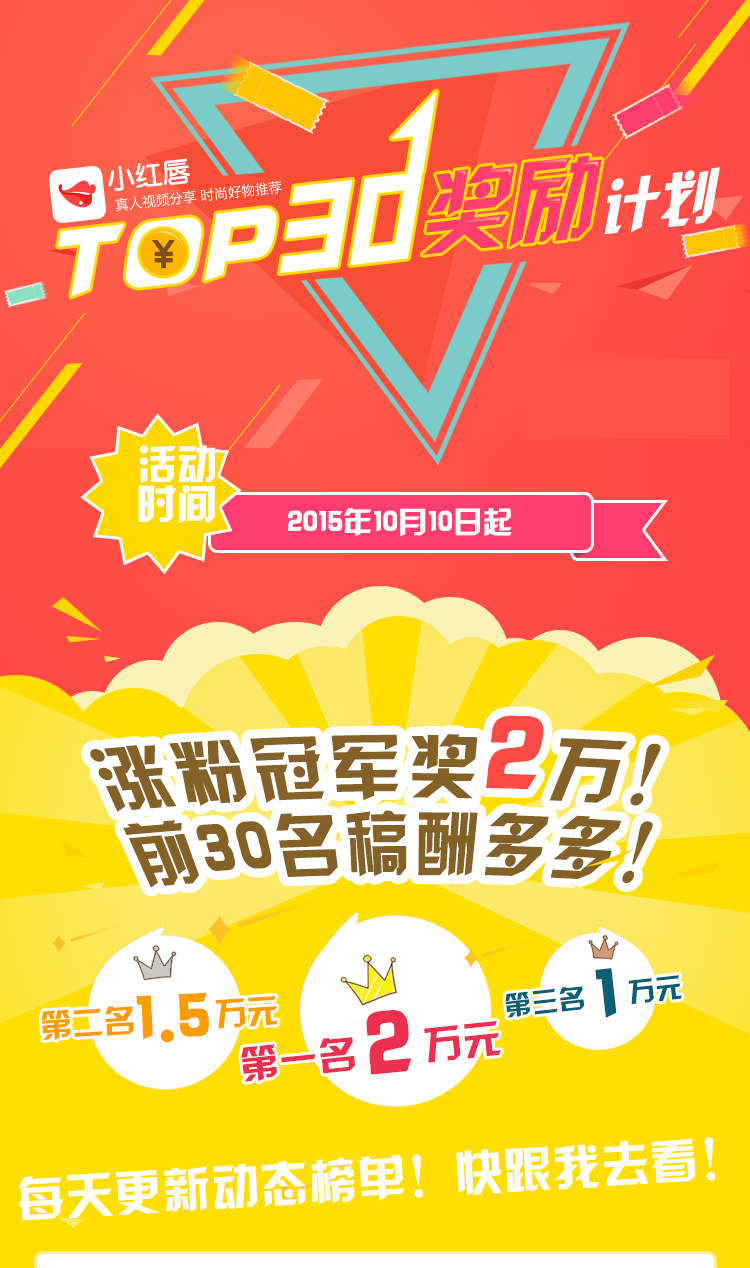 小红唇
真人视频分享 时尚好物推荐
TOP30奖励计划
¥
活动
时间
2015年10月10日起
涨粉冠军奖2万!
前30名稿酬多多!
第二名1.5万元
第一名2万元
第三名1万元
每天更新动态榜单! 快跟我去看!